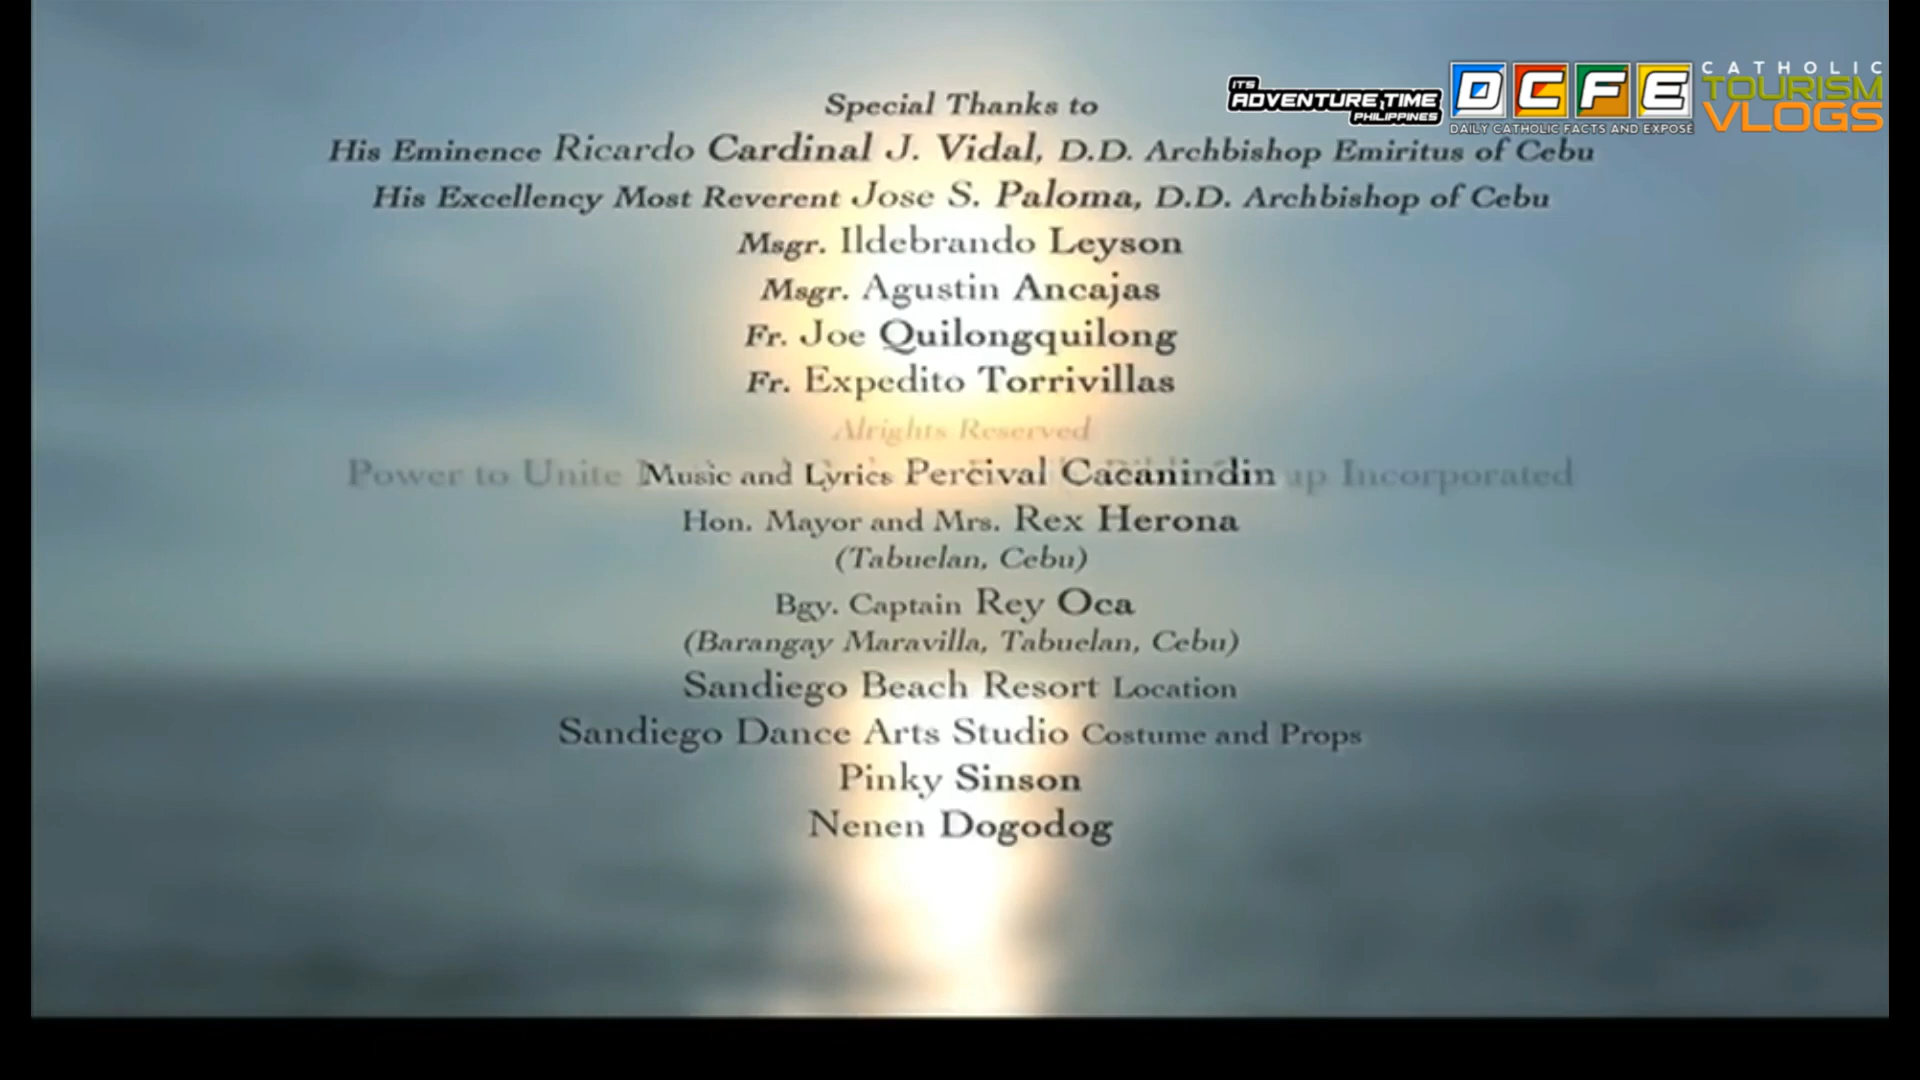 ITS
ADVENTURE TIME
PHILIPPINES
DCFE
DAILY CATHOLIC FACTS AND EXPOSE
CATHOLIC
TOURISM
VLOGS
Special Thanks to
His Eminence Ricardo Cardinal J. Vidal, D.D. Archbishop Emiritus of Cebu
His Excellency Most Reverent Jose S. Paloma, D.D. Archbishop of Cebu
Msgr. Ildebrando Leyson
Msgr. Agustin Ancajas
Fr. Joe Quilongquilong
Fr. Expedito Torrivillas
Alrights Reserved
Power to Unite
Music and Lyrics Percival Cacanindin
Incorporated
Hon. Mayor and Mrs. Rex Herona
(Tabuelan, Cebu)
Bgy. Captain Rey Oca
(Barangay Maravilla, Tabuelan, Cebu)
Sandiego Beach Resort Location
Sandiego Dance Arts Studio Costume and Props
Pinky Sinson
Nenen Dogodog